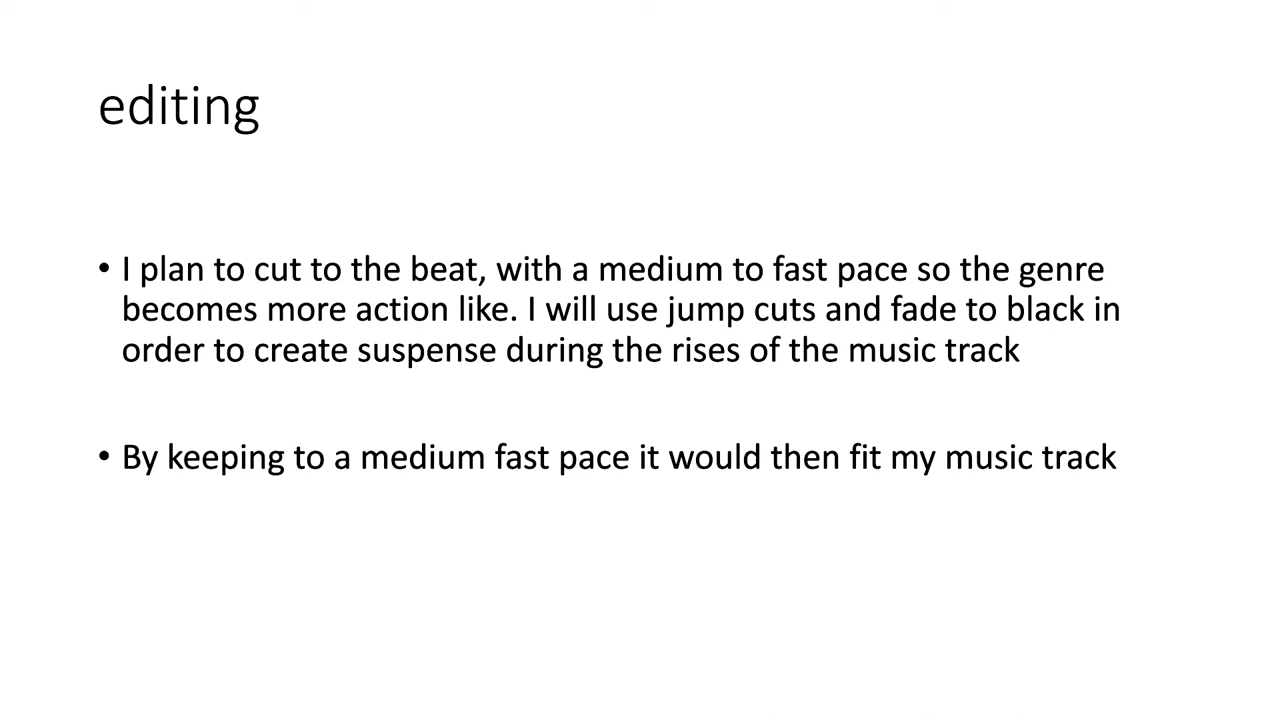 editing
• I plan to cut to the beat, with a medium to fast pace so the genre
becomes more action like. I will use jump cuts and fade to black in
order to create suspense during the rises of the music track
• By keeping to a medium fast pace it would then fit my music track